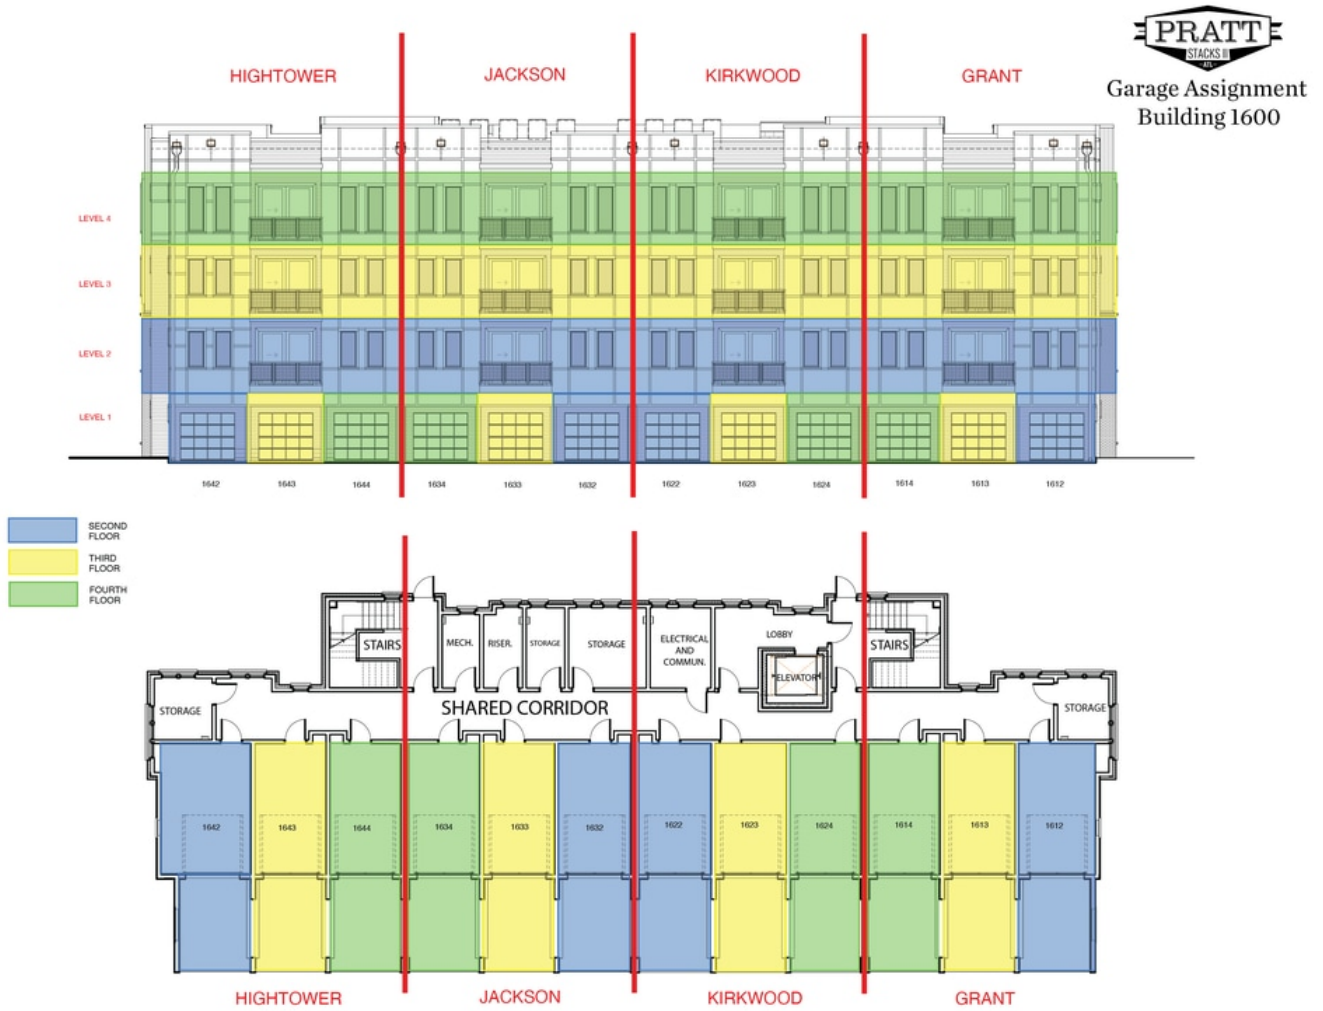 PRATT
STACKS II
-ATL-
Garage Assignment
Building 1600
HIGHTOWER
JACKSON
KIRKWOOD
GRANT
LEVEL 4
LEVEL 3
LEVEL 2
LEVEL 1
1642
1643
1644
1634
1633
1632
1622
1623
1624
1614
1613
1612
SECOND
FLOOR
THIRD
FLOOR
FOURTH
FLOOR
STAIRS
MECH.
RISER.
STORAGE
STORAGE
ELECTRICAL
AND
COMMUN.
LOBBY
ELEVATOR
STAIRS
STORAGE
SHARED CORRIDOR
STORAGE
1642
1643
1644
1634
1633
1632
1622
1623
1624
1614
1613
1612
HIGHTOWER
JACKSON
KIRKWOOD
GRANT